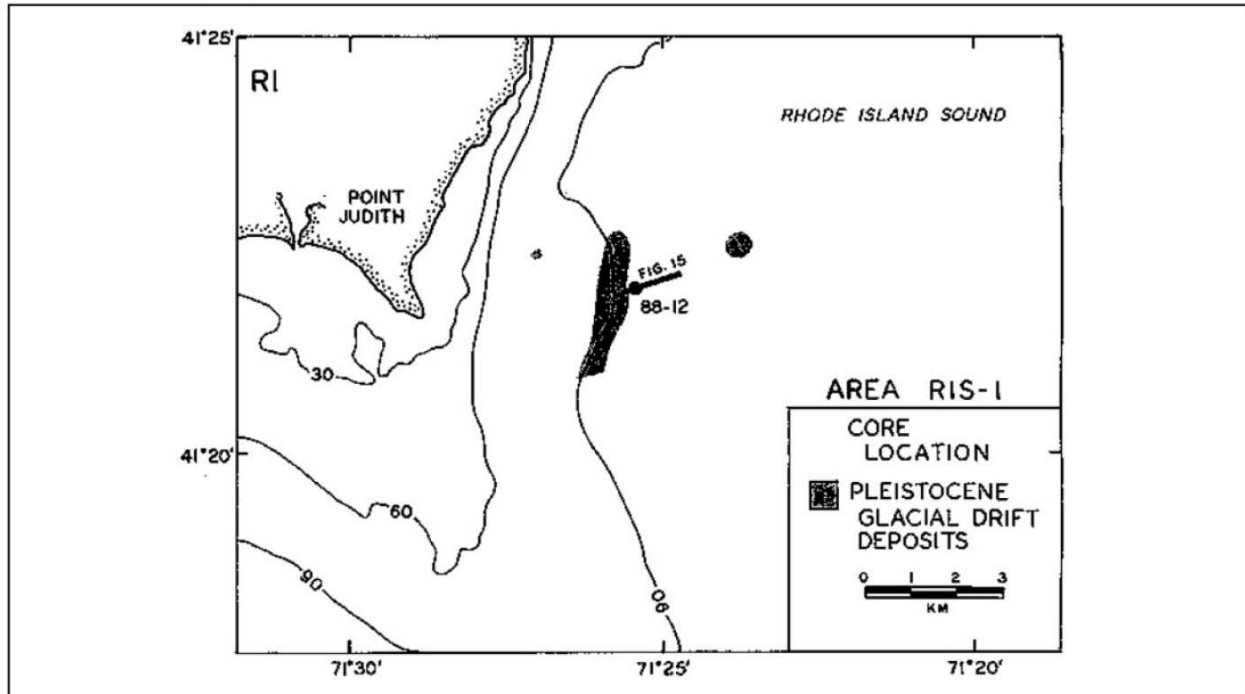 41°25'
RI
RHODE ISLAND SOUND
POINT
JUDITH
FIG. 15
88-12
30
AREA RIS-1
CORE
LOCATION
41°20'
PLEISTOCENE
GLACIAL DRIFT
DEPOSITS
60
0 1 2 3
KM
90
90
71°30'
71°25'
71°20'